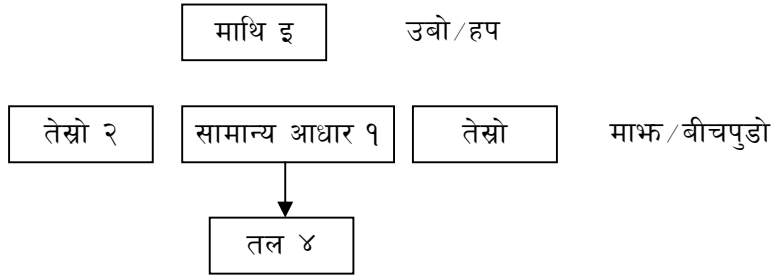 माथि इ उबो/हप
तेस्रो २ सामान्य आधार १ तेस्रो माझ/बीचपुडो
तल ४